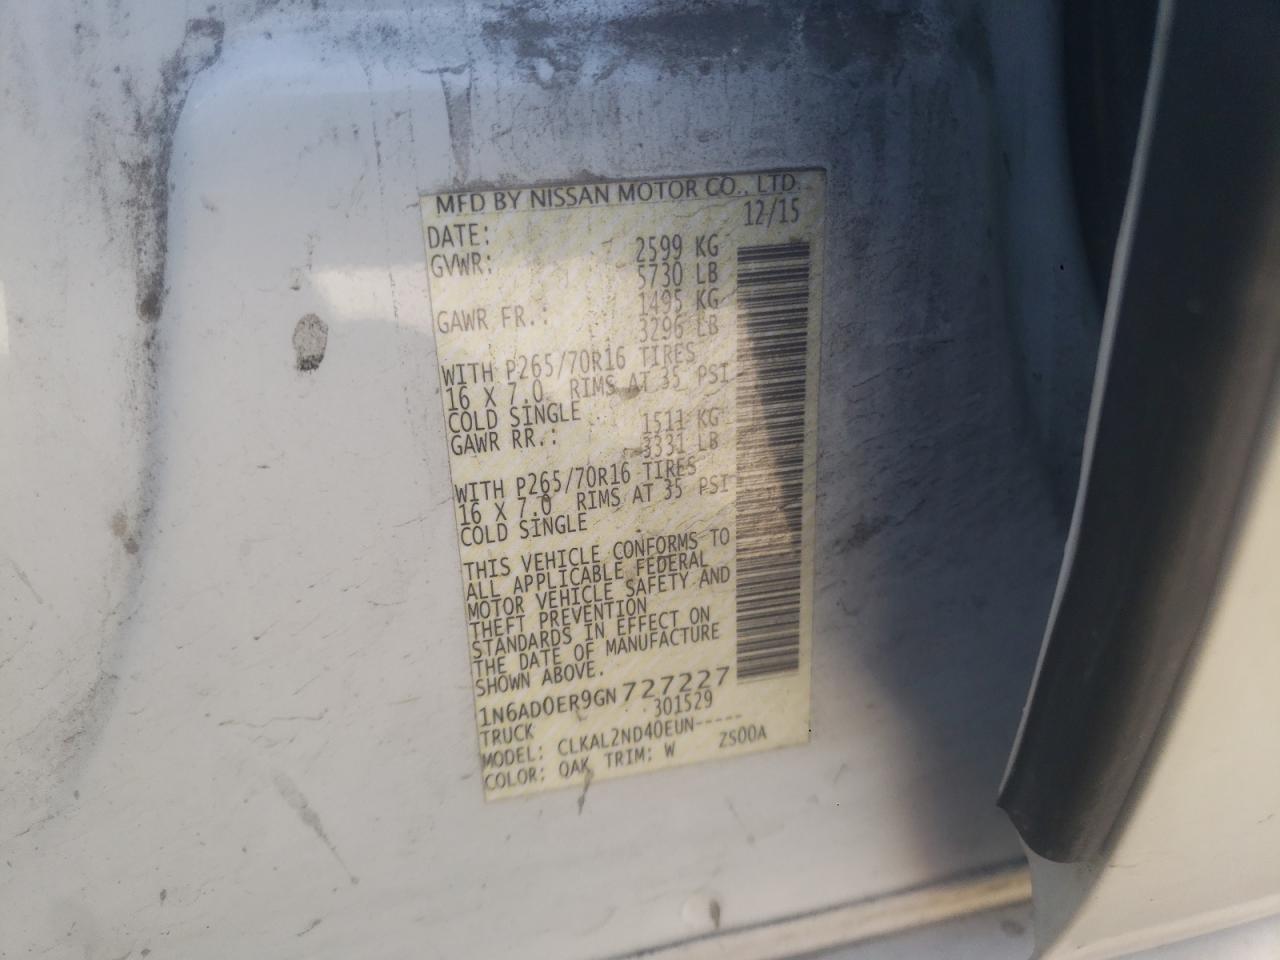 MFD BY NISSAN MOTOR CO., LTD.
DATE: 12/15
GVWR: 2599 KG
5730 LB
GAWR FR.: 1495 KG
3296 LB
WITH P265/70R16 TIRES
16 X 7.0 RIMS AT 35 PSI
COLD SINGLE
GAWR RR.: 1511 KG
3331 LB
WITH P265/70R16 TIRES
16 X 7.0 RIMS AT 35 PSI
COLD SINGLE
THIS VEHICLE CONFORMS TO
ALL APPLICABLE FEDERAL
MOTOR VEHICLE SAFETY AND
THEFT PREVENTION
STANDARDS IN EFFECT ON
THE DATE OF MANUFACTURE
SHOWN ABOVE.
1N6AD0ER9GN727227
TRUCK 301529
MODEL: CLKAL2ND40EUN-----
COLOR: QAK TRIM: W ZS00A